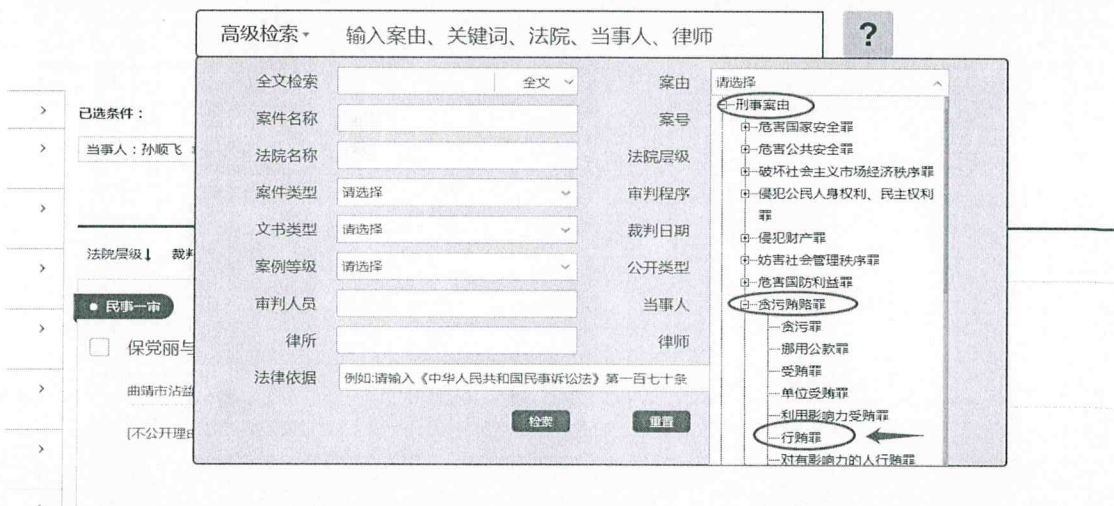 高级检索 输入案由、关键词、法院、当事人、律师 ?
已选条件：
当事人：孙顺飞
法院层级
民事一审
保党丽与
曲靖市沾益
[不公开理由
全文检索 全文
案件名称
法院名称
案件类型 请选择
文书类型 请选择
案例等级 请选择
审判人员
律所
法律依据 例如:请输入《中华人民共和国民事诉讼法》第一百七十条
检索 重置
案由 请选择
案号
法院层级
审判程序
裁判日期
公开类型
当事人
律师
刑事案由
危害国家安全罪
危害公共安全罪
破坏社会主义市场经济秩序罪
侵犯公民人身权利、民主权利
罪
侵犯财产罪
妨害社会管理秩序罪
危害国防利益罪
贪污贿赂罪
贪污罪
挪用公款罪
受贿罪
单位受贿罪
利用影响力受贿罪
行贿罪
对有影响力的人行贿罪